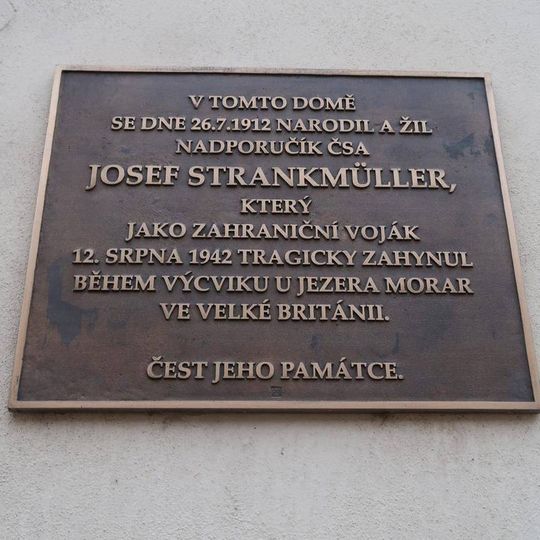 V TOMTO DOMĚ
SE DNE 26.7.1912 NARODIL A ŽIL
NADPORUČÍK ČSA
JOSEF STRANKMÜLLER,
KTERÝ
JAKO ZAHRANIČNÍ VOJÁK
12. SRPNA 1942 TRAGICKY ZAHYNUL
BĚHEM VÝCVIKU U JEZERA MORAR
VE VELKÉ BRITÁNII.
ČEST JEHO PAMÁTCE.